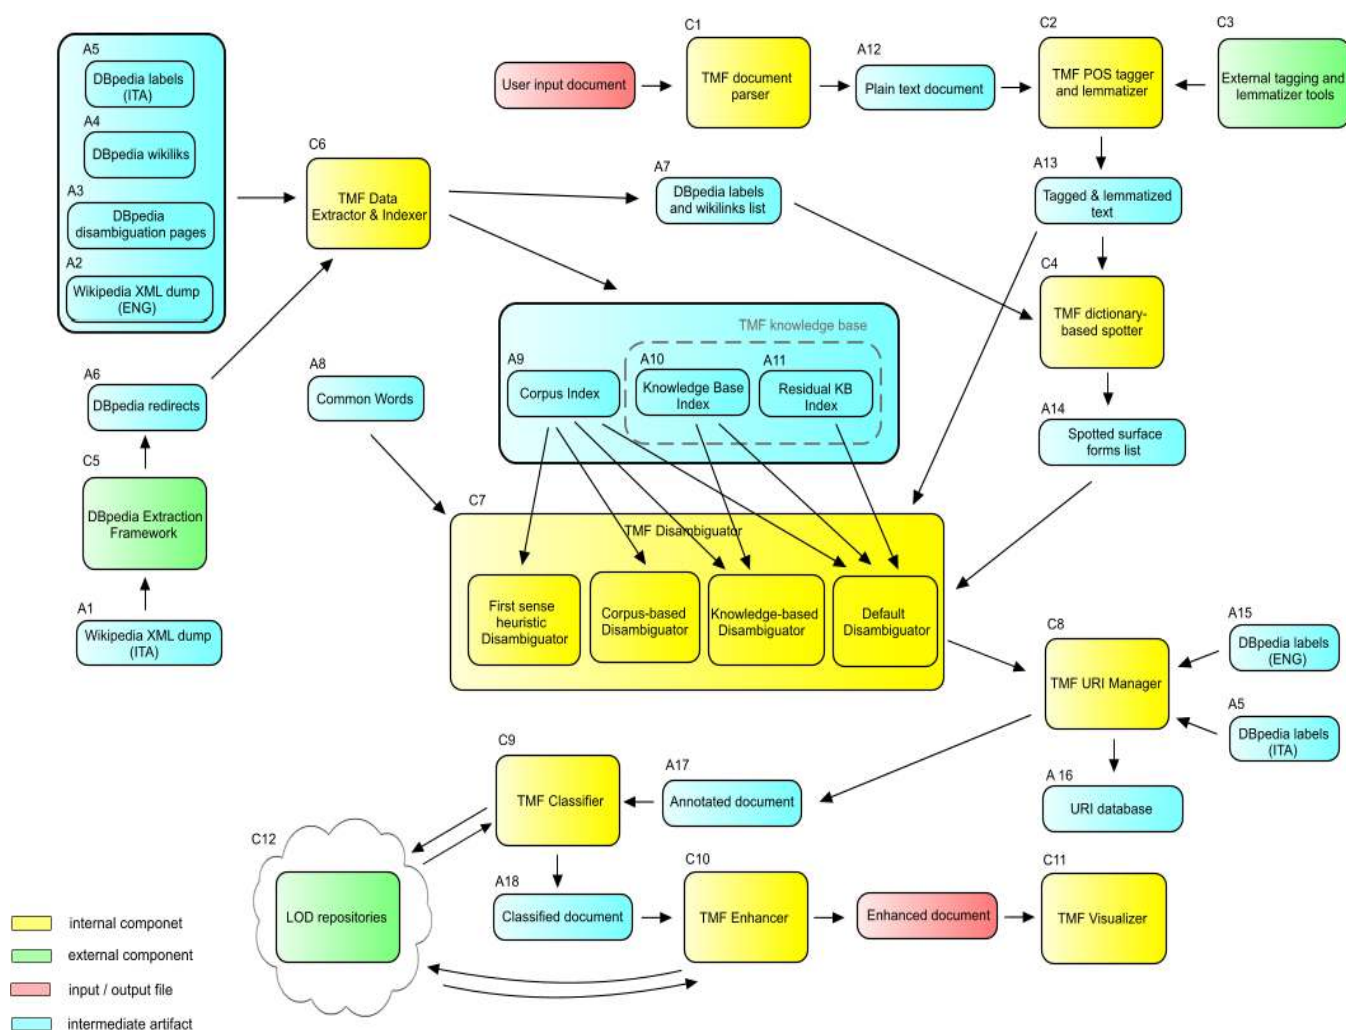 A5
DBpedia labels
(ITA)
A4
DBpedia wikiliks
A3
DBpedia
disambiguation pages
A2
Wikipedia XML dump
(ENG)
A6
DBpedia redirects
C5
DBpedia Extraction
Framework
A1
Wikipedia XML dump
(ITA)
C6
TMF Data
Extractor & Indexer
A8
Common Words
User input document
C1
TMF document
parser
A12
Plain text document
C2
TMF POS tagger
and lemmatizer
C3
External tagging and
lemmatizer tools
A7
DBpedia labels
and wikilinks list
A13
Tagged & lemmatized
text
C4
TMF dictionary-
based spotter
A14
Spotted surface
forms list
TMF knowledge base
A9
Corpus Index
A10
Knowledge Base
Index
A11
Residual KB
Index
C7
TMF Disambiguator
First sense
heuristic
Disambiguator
Corpus-based
Disambiguator
Knowledge-based
Disambiguator
Default
Disambiguator
C8
TMF URI Manager
A15
DBpedia labels
(ENG)
A5
DBpedia labels
(ITA)
A 16
URI database
A17
Annotated document
C9
TMF Classifier
C12
LOD repositories
A18
Classified document
C10
TMF Enhancer
Enhanced document
C11
TMF Visualizer
internal componet
external component
input / output file
intermediate artifact